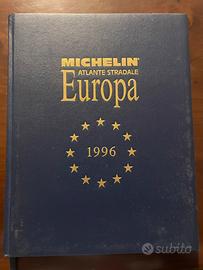 MICHELIN
ATLANTE STRADALE
Europa
1996
subito